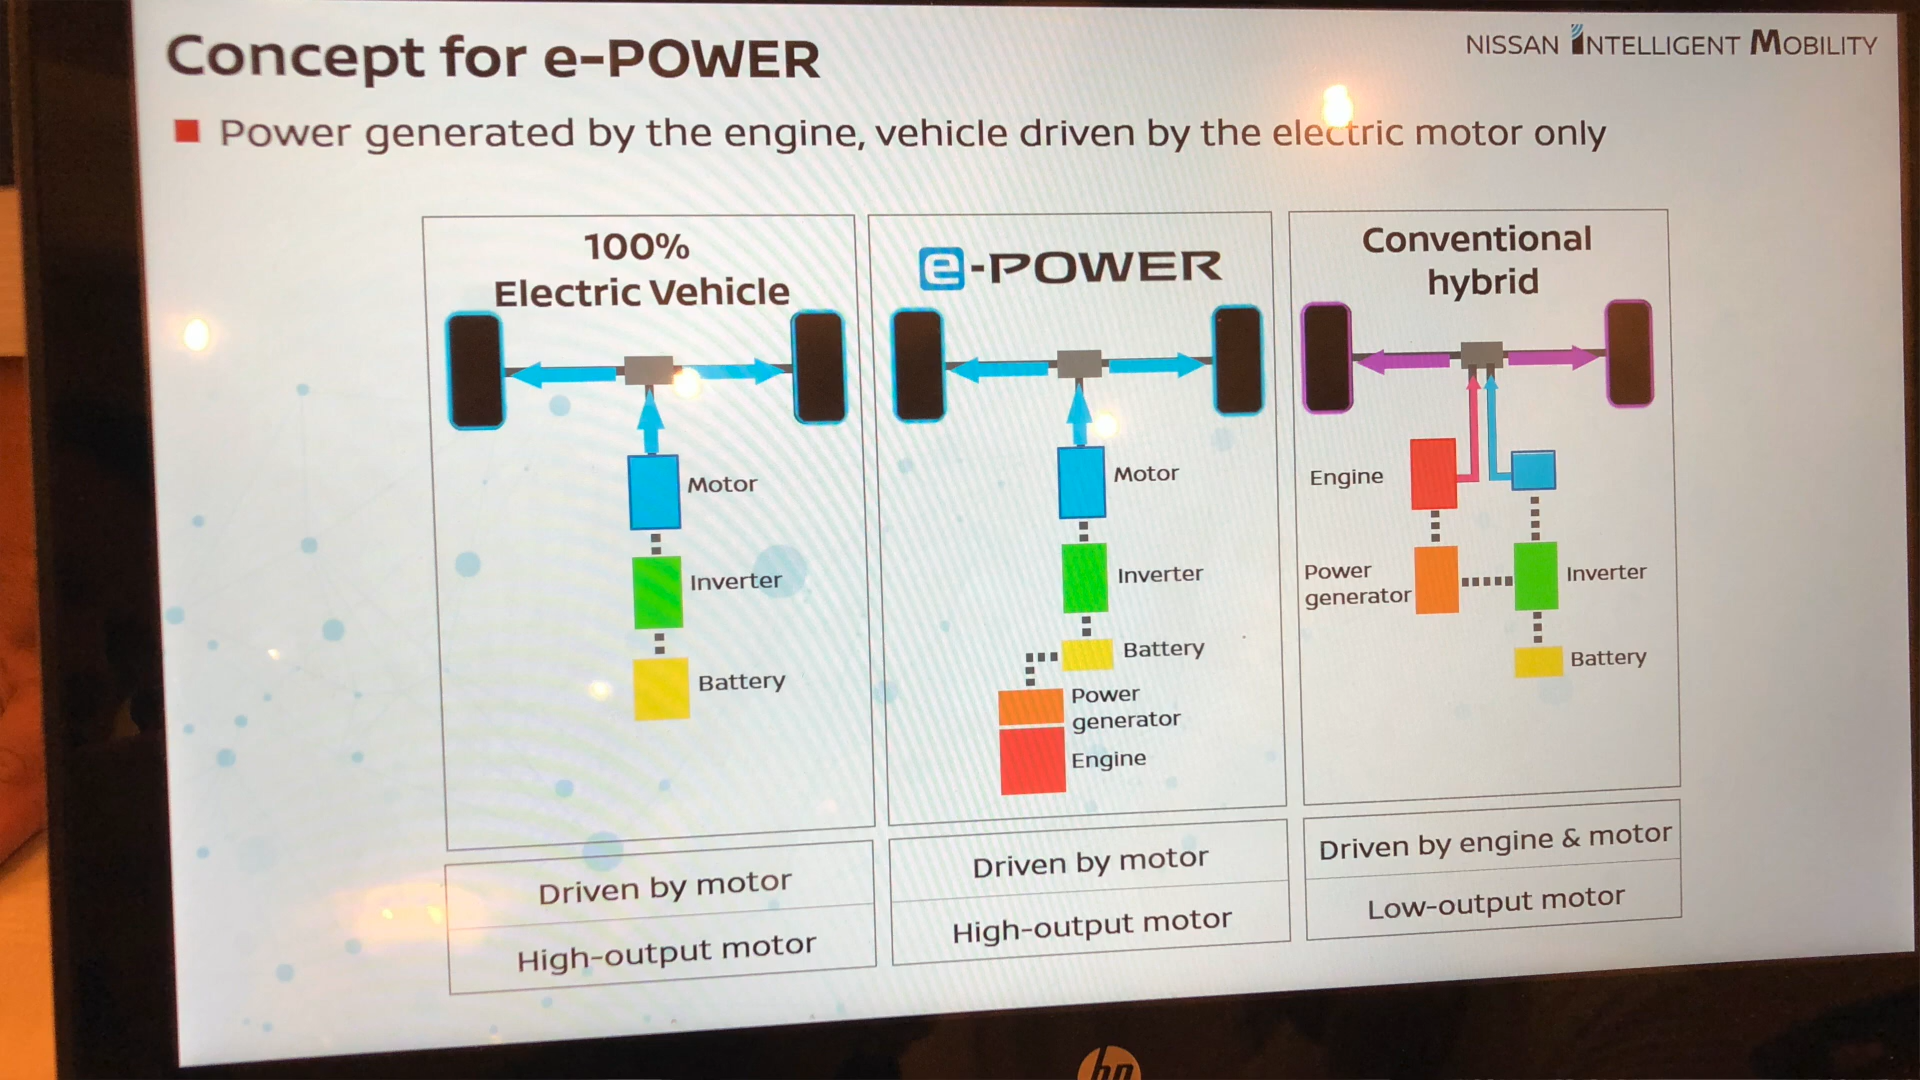 Concept for e-POWER
NISSAN INTELLIGENT MOBILITY
Power generated by the engine, vehicle driven by the electric motor only
100%
Electric Vehicle
Motor
Inverter
Battery
Driven by motor
High-output motor
e-POWER
Motor
Inverter
Battery
Power
generator
Engine
Driven by motor
High-output motor
Conventional
hybrid
Engine
Power
generator
Inverter
Battery
Driven by engine & motor
Low-output motor
hp